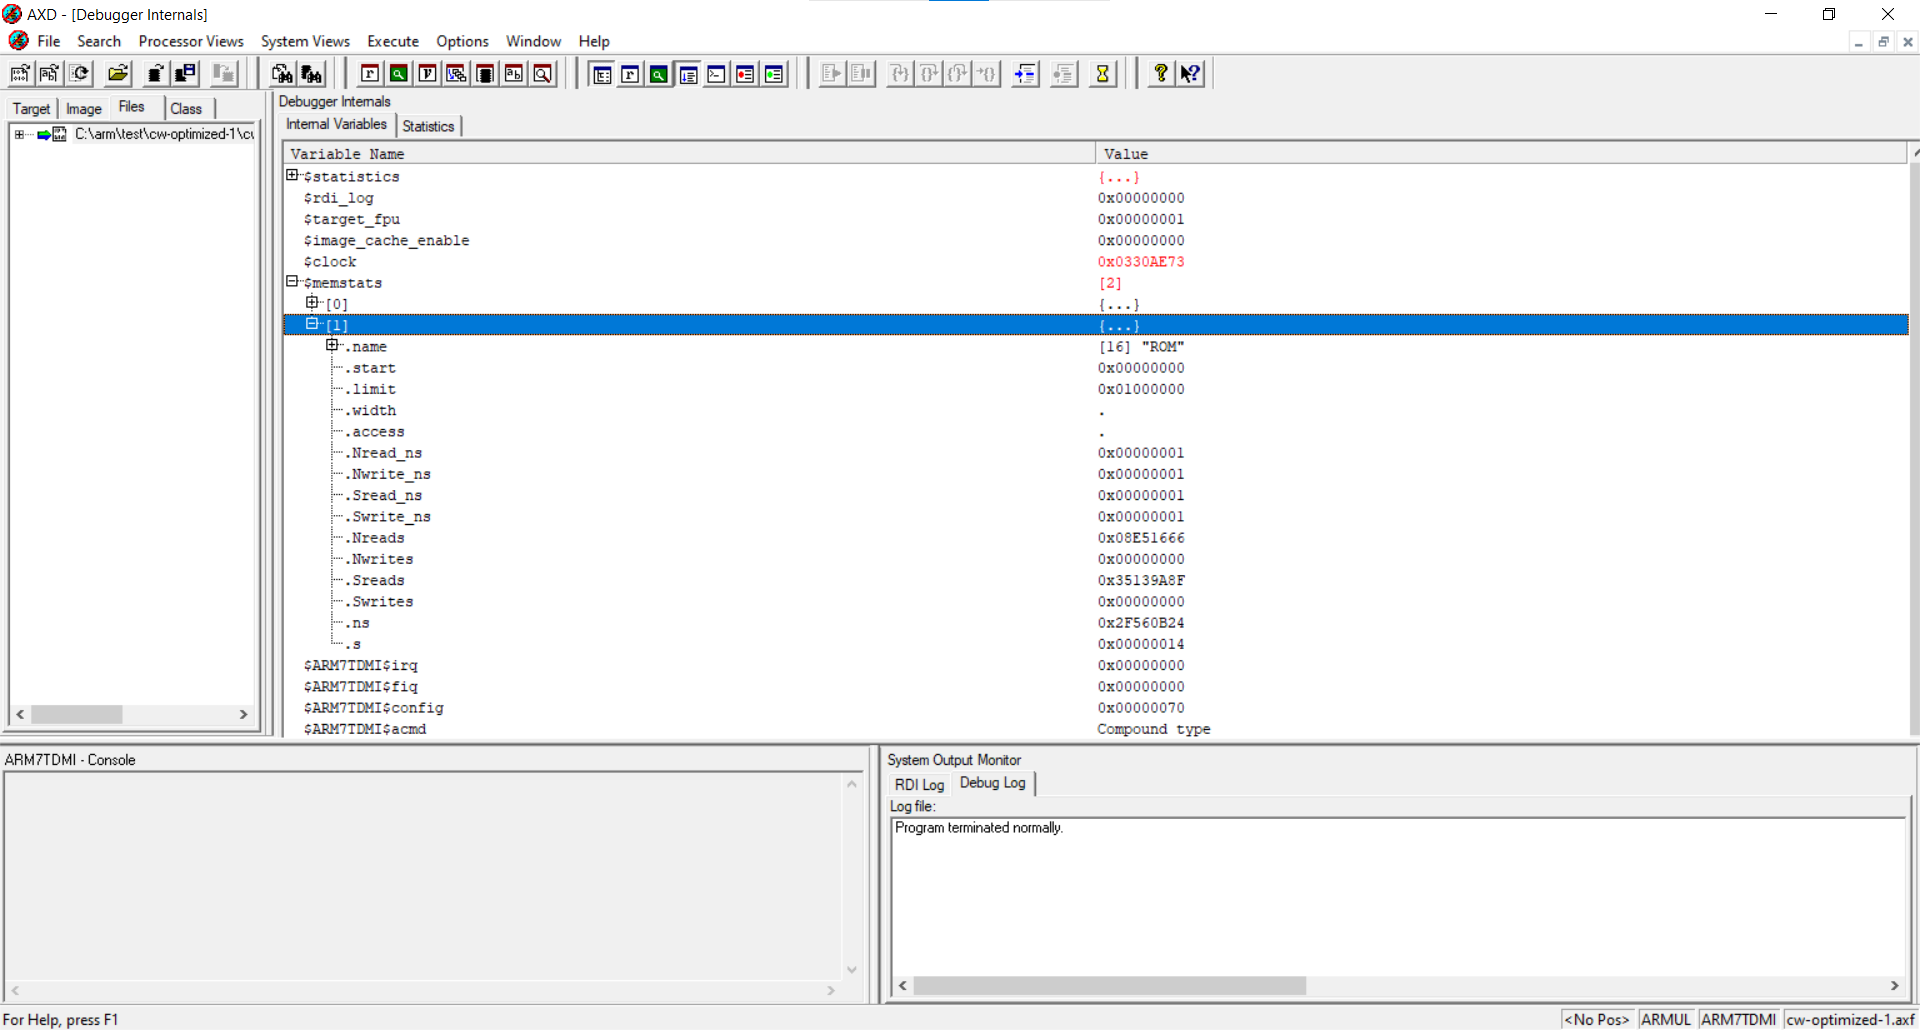 AXD - [Debugger Internals]
File Search Processor Views System Views Execute Options Window Help
Target Image Files Class
C:\arm\test\cw-optimized-1\cw
Debugger Internals
Internal Variables Statistics
Variable Name Value
$statistics {...}
$rdi_log 0x00000000
$target_fpu 0x00000001
$image_cache_enable 0x00000000
$clock 0x0330AE73
$memstats [2]
[0] {...}
[1] {...}
.name [16] "ROM"
.start 0x00000000
.limit 0x01000000
.width .
.access .
.Nread_ns 0x00000001
.Nwrite_ns 0x00000001
.Sread_ns 0x00000001
.Swrite_ns 0x00000001
.Nreads 0x08E51666
.Nwrites 0x00000000
.Sreads 0x35139A8F
.Swrites 0x00000000
.ns 0x2F560B24
.s 0x00000014
$ARM7TDMI$irq 0x00000000
$ARM7TDMI$fiq 0x00000000
$ARM7TDMI$config 0x00000070
$ARM7TDMI$acmd Compound type
ARM7TDMI - Console
System Output Monitor
RDI Log Debug Log
Log file:
Program terminated normally.
For Help, press F1
<No Pos> ARMUL ARM7TDMI cw-optimized-1.axf